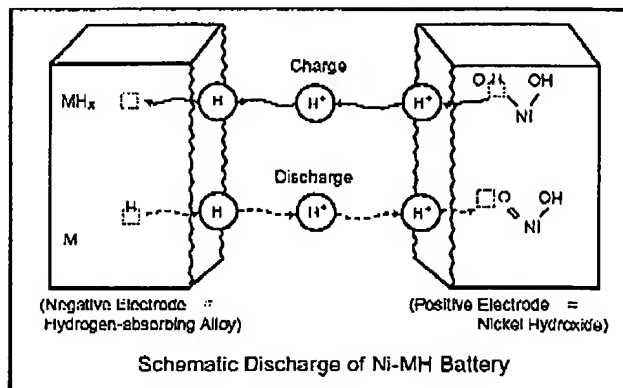 Charge
MHx
H
H+
H+
OH
OH
Ni
Discharge
H
H
H+
H+
O
OH
Ni
M
(Negative Electrode =
Hydrogen-absorbing Alloy)
(Positive Electrode =
Nickel Hydroxide)
Schematic Discharge of Ni-MH Battery